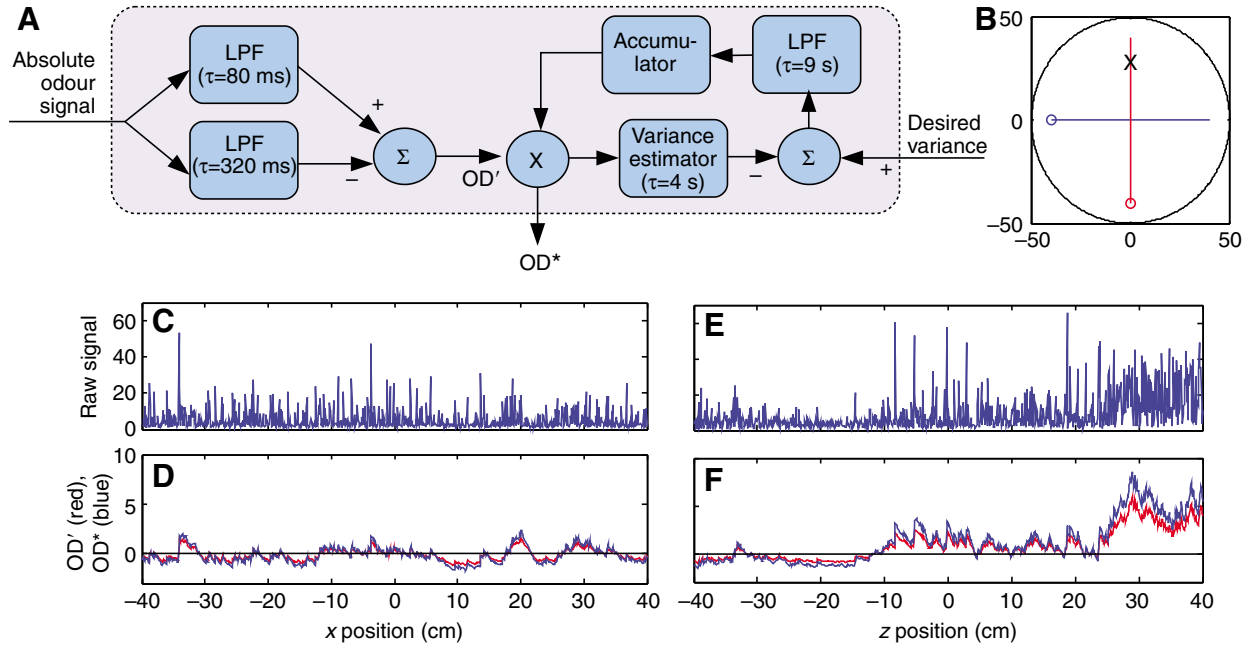 A
Absolute
odour
signal
LPF
(τ=80 ms)
LPF
(τ=320 ms)
+
−
Σ
OD′
X
OD*
Accumu-
lator
LPF
(τ=9 s)
Variance
estimator
(τ=4 s)
−
Σ
+
Desired
variance
B
50
0
−50
−50
0
50
X
C
Raw signal
60
40
20
0
E
D
OD′ (red),
OD* (blue)
10
5
0
−40 −30 −20 −10 0 10 20 30 40
x position (cm)
F
−40 −30 −20 −10 0 10 20 30 40
z position (cm)